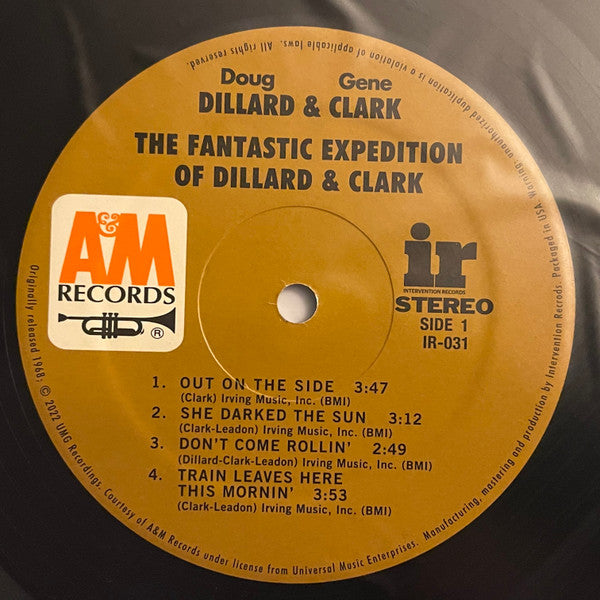 Doug Gene
DILLARD & CLARK
THE FANTASTIC EXPEDITION
OF DILLARD & CLARK
A&M
RECORDS
®
ir
INTERVENTION RECORDS
STEREO
SIDE 1
IR-031
1. OUT ON THE SIDE 3:47
(Clark) Irving Music, Inc. (BMI)
2. SHE DARKED THE SUN 3:12
(Clark-Leadon) Irving Music, Inc. (BMI)
3. DON'T COME ROLLIN' 2:49
(Dillard-Clark-Leadon) Irving Music, Inc. (BMI)
4. TRAIN LEAVES HERE
THIS MORNIN' 3:53
(Clark-Leadon) Irving Music, Inc. (BMI)
Originally released 1968; © 2022 UMG Recordings. Courtesy of A&M Records under license from Universal Music Enterprises. Manufacturing, mastering and production by Intervention Records. Packaged in USA. Warning: unauthorized duplication is a violation of applicable laws. All rights reserved.